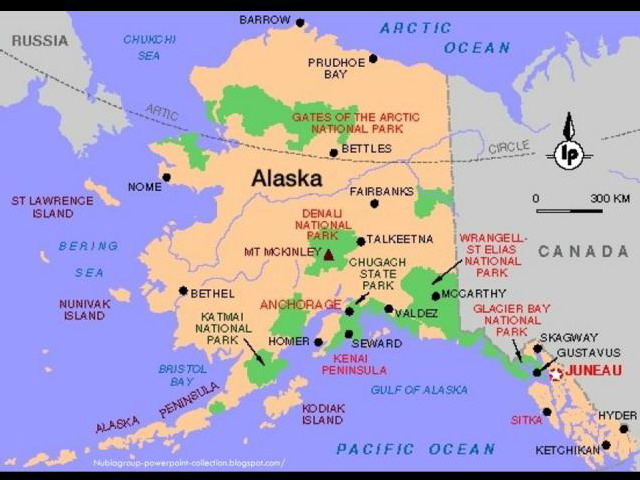 BARROW
ARCTIC
OCEAN
RUSSIA
CHUKCHI
SEA
PRUDHOE
BAY
ARTIC
CIRCLE
GATES OF THE ARCTIC
NATIONAL PARK
BETTLES
lp
NOME
Alaska
FAIRBANKS
0 300 KM
ST LAWRENCE
ISLAND
DENALI
NATIONAL
PARK
MT MCKINLEY
TALKEETNA
WRANGELL-
ST ELIAS
NATIONAL
PARK
CANADA
BERING
SEA
CHUGACH
STATE
PARK
NUNIVAK
ISLAND
BETHEL
ANCHORAGE
MCCARTHY
VALDEZ
GLACIER BAY
NATIONAL
PARK
KATMAI
NATIONAL
PARK
HOMER
SEWARD
SKAGWAY
GUSTAVUS
JUNEAU
KENAI
PENINSULA
BRISTOL
BAY
GULF OF ALASKA
ALASKA PENINSULA
KODIAK
ISLAND
SITKA
HYDER
KETCHIKAN
PACIFIC OCEAN
Nubiagroup-powerpoint-collection.blogspot.com/